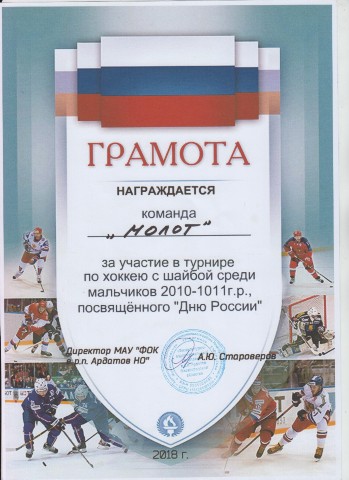 ГРАМОТА
НАГРАЖДАЕТСЯ
команда
„МОЛОТ"
за участие в турнире
по хоккею с шайбой среди
мальчиков 2010-1011г.р.,
посвящённого "Дню России"
Директор МАУ "ФОК
в р.п. Ардатов НО"
А.Ю. Староверов
2018 г.